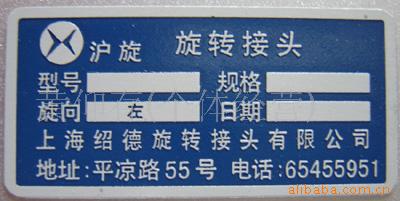 沪旋 旋转接头
型号 规格
旋向 左 日期
上海绍德旋转接头有限公司
地址:平凉路55号 电话:65455951
alibaba.com.cn